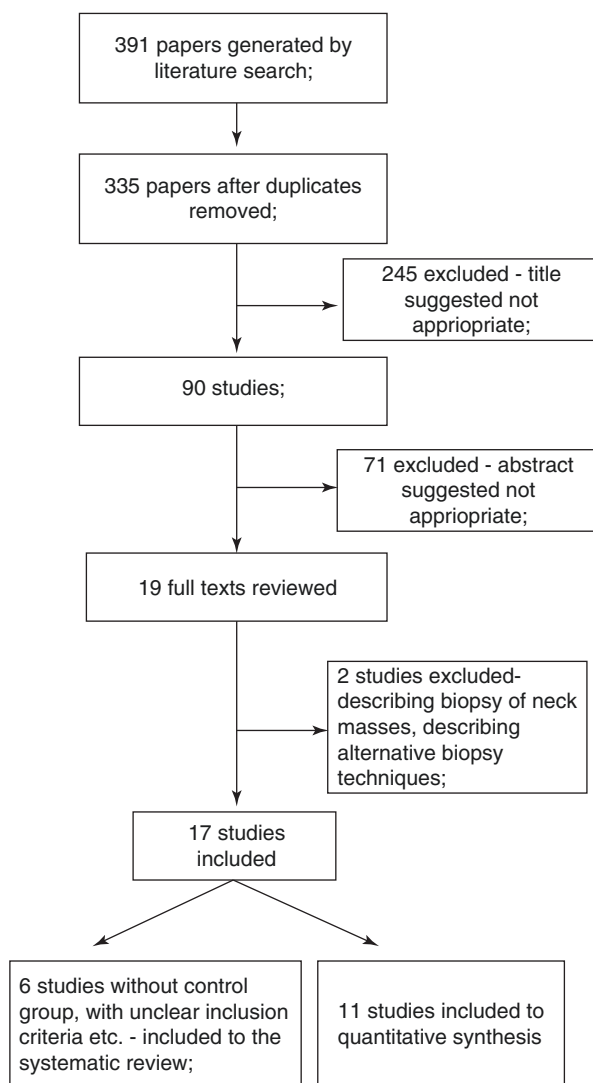 391 papers generated by
literature search;
335 papers after duplicates
removed;
245 excluded - title
suggested not
appriopriate;
90 studies;
71 excluded - abstract
suggested not
appriopriate;
19 full texts reviewed
2 studies excluded-
describing biopsy of neck
masses, describing
alternative biopsy
techniques;
17 studies
included
6 studies without control
group, with unclear inclusion
criteria etc. - included to the
systematic review;
11 studies included to
quantitative synthesis